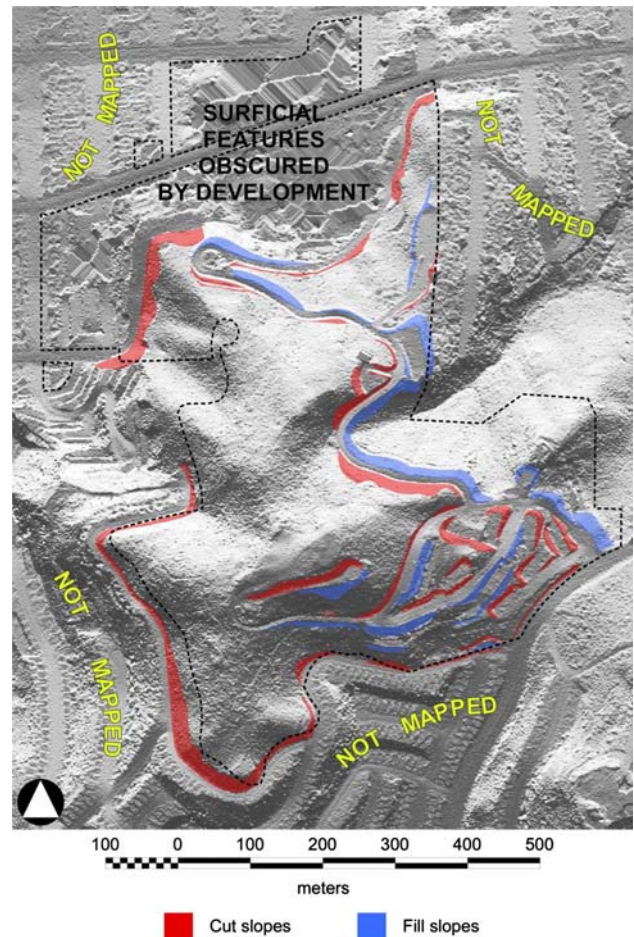 NOT MAPPED
SURFICIAL
FEATURES
OBSCURED
BY DEVELOPMENT
NOT MAPPED
NOT MAPPED
NOT MAPPED
100 0 100 200 300 400 500
meters
Cut slopes Fill slopes